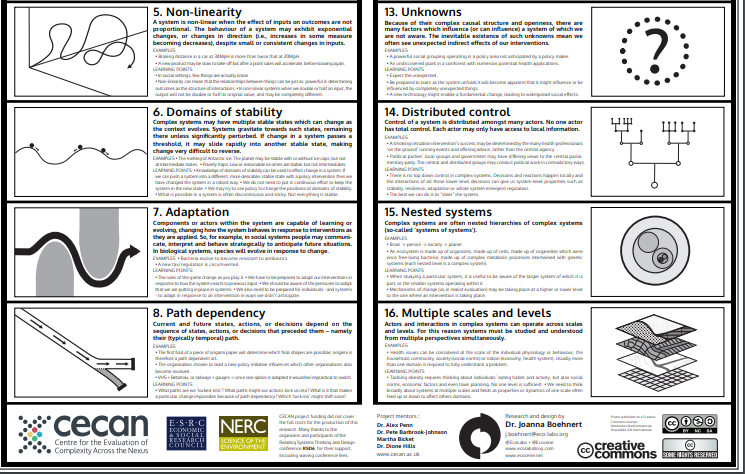 5. Non-linearity
A system is non-linear when the effect of inputs on outcomes are not
proportional. The behaviour of a system may exhibit exponential
changes, or changes in direction (i.e., increases in some measure
becoming decreases), despite small or consistent changes in inputs.
EXAMPLES
• Braking distance in a car at 30MpH is more than twice that at 20MpH
• A new product may be slow to take off but after a point sales will accelerate, before slowing again.
LEARNING POINTS
• In social settings, few things are actually linear
• Non-linearity can mean that the relationships between things can be just as powerful in determining
outcomes as the structure of interactions. • In non-linear systems when we double or half an input, the
output will not be double or half its original value, and may be completely different.
6. Domains of stability
Complex systems may have multiple stable states which can change as
the context evolves. Systems gravitate towards such states, remaining
there unless significantly perturbed. If change in a system passes a
threshold, it may slide rapidly into another stable state, making
change very difficult to reverse.
EXAMPLES • The melting of Antarctic ice: The planet may be stable with or without ice caps, but not
at intermediate states. • Poverty traps: Low or reasonable incomes are stable, but not intermediates
LEARNING POINTS • Knowledge of domains of stability can be used to effect change in a system. If
we can push a system into a different, more desirable, stable state with a policy intervention then we
have changed the system in a robust way. • We do not need to put in continuous effort to keep the
system in the new state. • We may try to use policy to change the positions of domains of stability.
• What is possible in a system is often discontinuous and sticky. Not everything is stable.
7. Adaptation
Components or actors within the system are capable of learning or
evolving, changing how the system behaves in response to interventions as
they are applied. So, for example, in social systems people may communi-
cate, interpret and behave strategically to anticipate future situations.
In biological systems, species will evolve in response to change.
EXAMPLES • Bacteria evolve to become resistant to antibiotics.
• A new tax/regulation is circumvented.
LEARNING POINTS:
• The rules of the game change as you play it. • We have to be prepared to adapt our interventions in
response to how the system reacts to previous input. • We should be aware of the pressures to adapt
that we are putting in place in systems. • We also need to be prepared for individuals - and systems
- to adapt in response to an intervention in ways we didn't anticipate.
8. Path dependency
Current and future states, actions, or decisions depend on the
sequence of states, actions, or decisions that preceded them – namely
their (typically temporal) path.
EXAMPLES
• The first fold of a piece of origami paper will determine which final shapes are possible; origami is
therefore a path dependent art.
• The organisation chosen to lead a new policy initiative influences which other organisations also
become involved.
• VHS • Betamax, • railways • gauges -> once one option is adopted it would be impractical to switch.
LEARNING POINTS
• What paths are we 'locked into'? What paths might our actions lock us into? What is it that makes
a particular change impossible because of path dependency? Which 'lock-ins' might shift soon?
13. Unknowns
Because of their complex causal structure and openness, there are
many factors which influence (or can influence) a system of which we
are not aware. The inevitable existence of such unknowns mean we
often see unexpected indirect effects of our interventions.
EXAMPLES
• A powerful social grouping operating in a policy area not anticipated by a policy maker.
• An undiscovered plant in a rainforest with numerous potential health applications.
LEARNING POINTS
• Expect the unexpected.
• Be prepared to learn as the system unfolds it will become apparent that it might influence or be
influenced by completely unexpected things.
• A new technology might enable a fundamental change, leading to widespread social effects.
14. Distributed control
Control of a system is distributed amongst many actors. No one actor
has total control. Each actor may only have access to local information.
EXAMPLES
• A smoking cessation intervention's success may be determined by the many health professionals
'on the ground' running events and offering advice, rather than the central agency.
• Political parties' local groups and government may have differing views to the central parlia-
mentary party. The central and distributed groups may conduct political work in contradictory ways.
LEARNING POINTS
• There is no top down control in complex systems. Decisions and reactions happen locally and
the interactions of all these lower-level decisions can give us system-level properties such as
stability, resilience, adaptation or whole system emergent regulation.
• The best we can do is to "steer" the system.
15. Nested systems
Complex systems are often nested hierarchies of complex systems
(so-called 'systems of systems').
EXAMPLES
• Brain -> person -> society -> planet
• An ecosystem is made up of organisms, made up of cells, made up of organelles which were
once free-living bacteria, made up of complex metabolic processes intertwined with genetic
systems (each nested level is a complex system).
LEARNING POINTS
• When studying a particular system, it is useful to be aware of the larger system of which it is
part, or the smaller systems operating within it.
• Mechanisms of change (as in realist evaluation) may be taking place at a higher or lower level
to the one where an intervention is taking place.
16. Multiple scales and levels
Actors and interactions in complex systems can operate across scales
and levels. For this reason systems must be studied and understood
from multiple perspectives simultaneously.
EXAMPLES
• Health issues can be considered at the scale of the individual physiology or behaviour, the
household, community, society (social norms) or nation (economy, health system). Usually more
than one domain is required to fully understand a problem.
LEARNING POINTS
• Tackling obesity requires thinking about individuals' eating habits and activity, but also social
norms, economic factors and even town planning. No one level is sufficient. • We need to think
broadly about systems at multiple scales and fields as properties or dynamics at one scale often
feed up or down to affect others domains.
cecan
Centre for the Evaluation of
Complexity Across the Nexus
E·S·R·C
ECONOMIC
& SOCIAL
RESEARCH
COUNCIL
NERC
SCIENCE OF THE
ENVIRONMENT
CECAN project funding did not cover
the full costs for the production of this
research. Many thanks to the
organisers and participants of the
Relating Systems Thinking and Design
conference RSD6 for their support,
including waiving conference fees.
Project mentors:
Dr. Alex Penn
Dr. Pete Barbrook-Johnson
Martha Bicket
Dr. Dione Hills
www.cecan.ac.uk
Research and design by
Dr. Joanna Boehnert
j.boehnert@eco-labs.org
@EcoLabs • @Ecocene
www.ecolabsblog.com
www.ecocene.net
creative
commons
cc
BY NC SA
SOME RIGHTS RESERVED